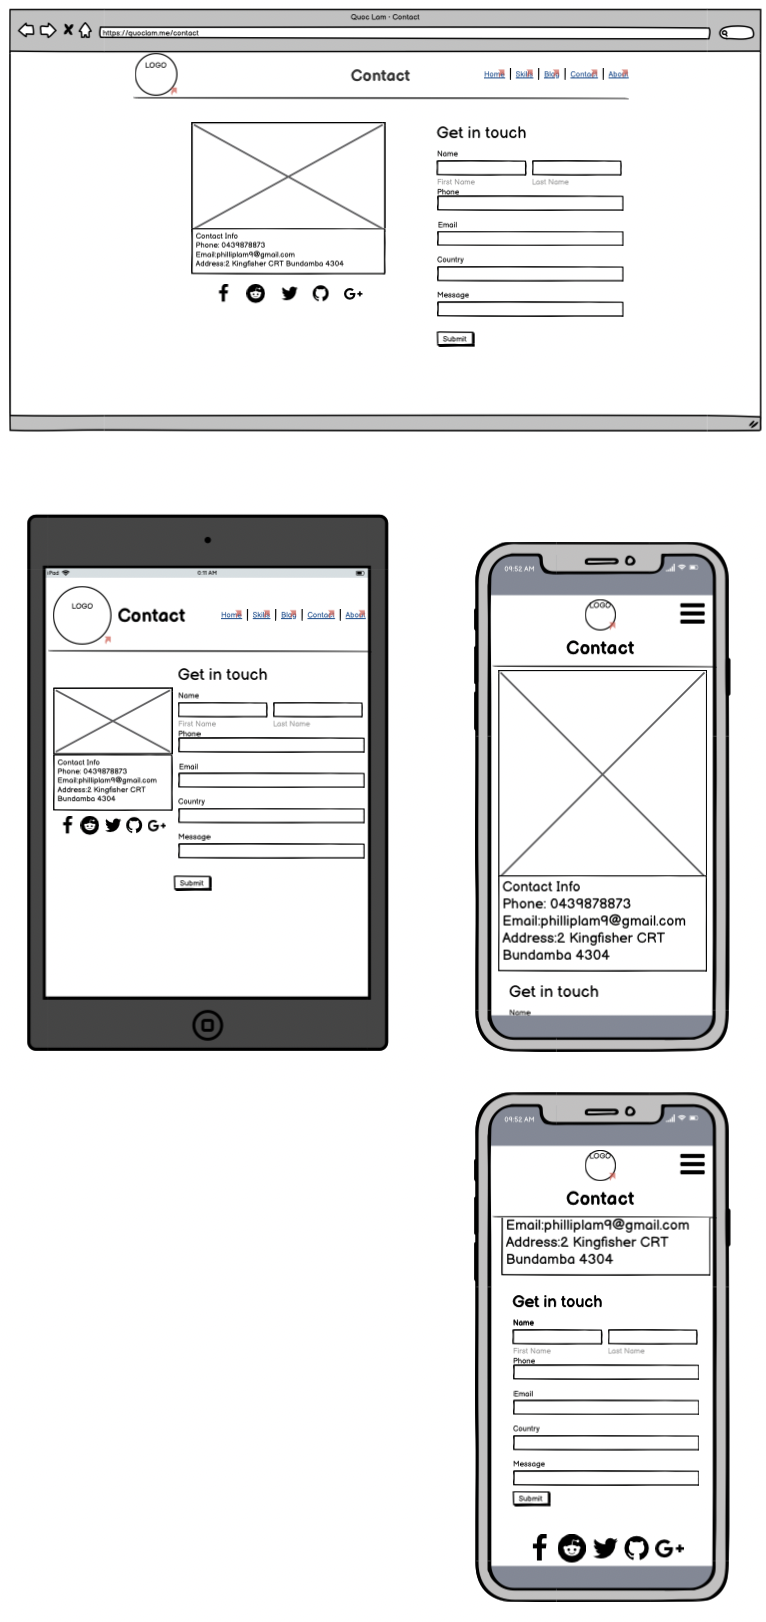 Quoc Lam - Contact
https://quoclam.me/contact
LOGO
Contact
Home Skills Blog Contact About
Contact Info
Phone: 0439878873
Email:philliplam9@gmail.com
Address:2 Kingfisher CRT Bundamba 4304
Get in touch
Name
First Name Last Name
Phone
Email
Country
Message
Submit
iPad 0:11 AM
LOGO
Contact
Home Skills Blog Contact About
Contact Info
Phone: 0439878873
Email:philliplam9@gmail.com
Address:2 Kingfisher CRT
Bundamba 4304
Get in touch
Name
First Name Last Name
Phone
Email
Country
Message
Submit
09:52 AM
LOGO
Contact
Contact Info
Phone: 0439878873
Email:philliplam9@gmail.com
Address:2 Kingfisher CRT
Bundamba 4304
Get in touch
Name
09:52 AM
LOGO
Contact
Email:philliplam9@gmail.com
Address:2 Kingfisher CRT
Bundamba 4304
Get in touch
Name
First Name Last Name
Phone
Email
Country
Message
Submit